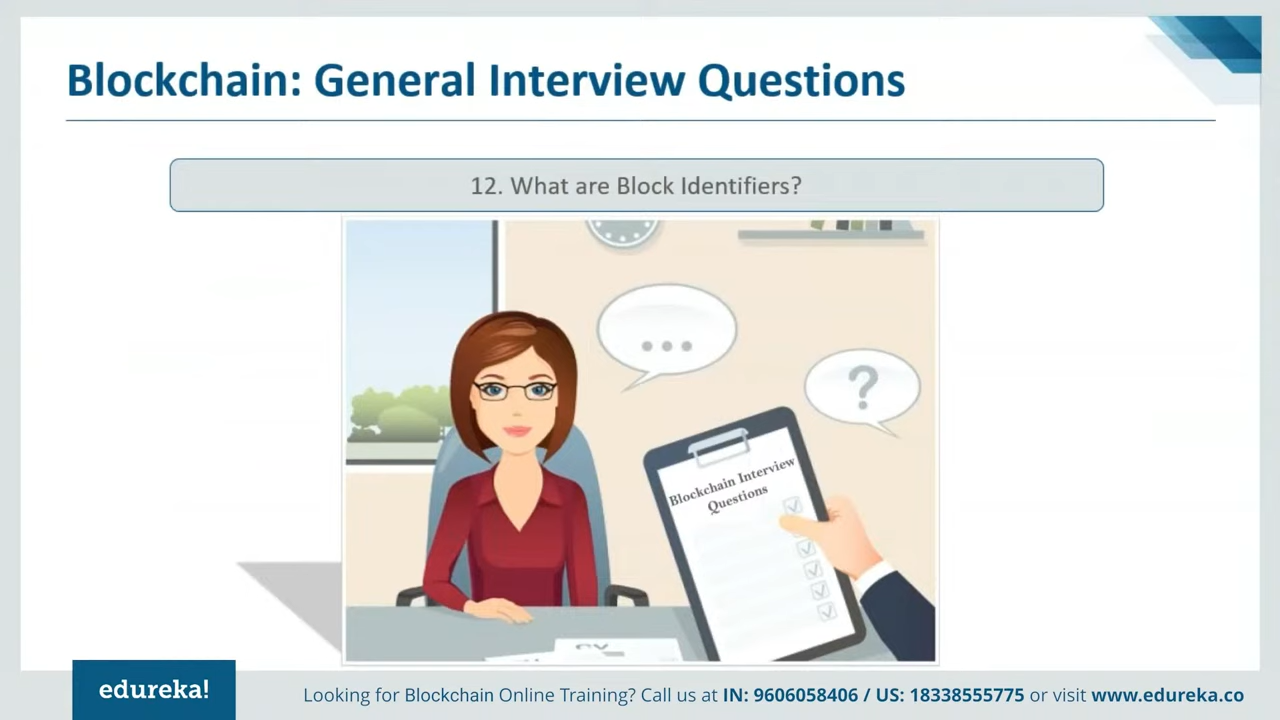 Blockchain: General Interview Questions
12. What are Block Identifiers?
...
?
Blockchain Interview
Questions
CV
edureka!
Looking for Blockchain Online Training? Call us at IN: 9606058406 / US: 18338555775 or visit www.edureka.co